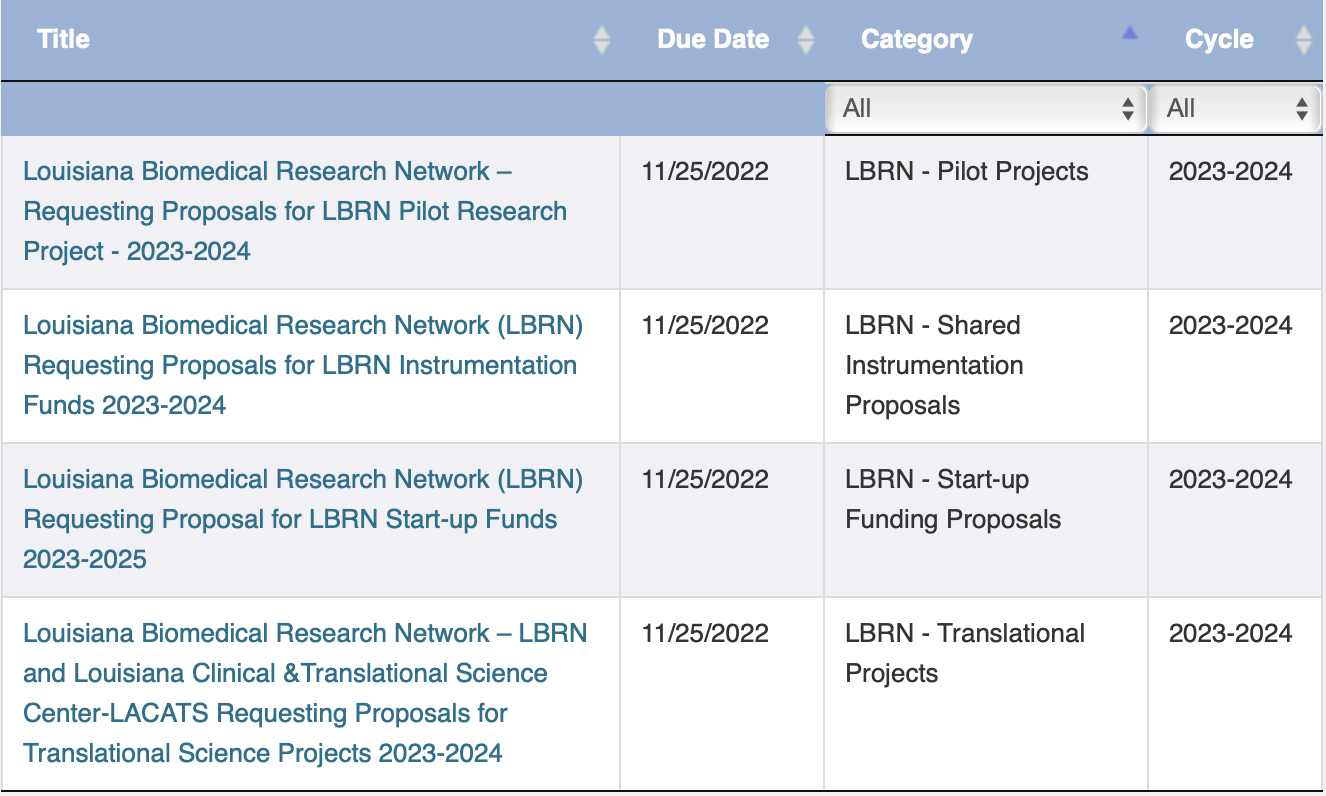 Title Due Date Category Cycle
All All
Louisiana Biomedical Research Network – 11/25/2022 LBRN - Pilot Projects 2023-2024
Requesting Proposals for LBRN Pilot Research
Project - 2023-2024
Louisiana Biomedical Research Network (LBRN) 11/25/2022 LBRN - Shared 2023-2024
Requesting Proposals for LBRN Instrumentation Instrumentation
Funds 2023-2024 Proposals
Louisiana Biomedical Research Network (LBRN) 11/25/2022 LBRN - Start-up 2023-2024
Requesting Proposal for LBRN Start-up Funds Funding Proposals
2023-2025
Louisiana Biomedical Research Network – LBRN 11/25/2022 LBRN - Translational 2023-2024
and Louisiana Clinical &Translational Science Projects
Center-LACATS Requesting Proposals for
Translational Science Projects 2023-2024